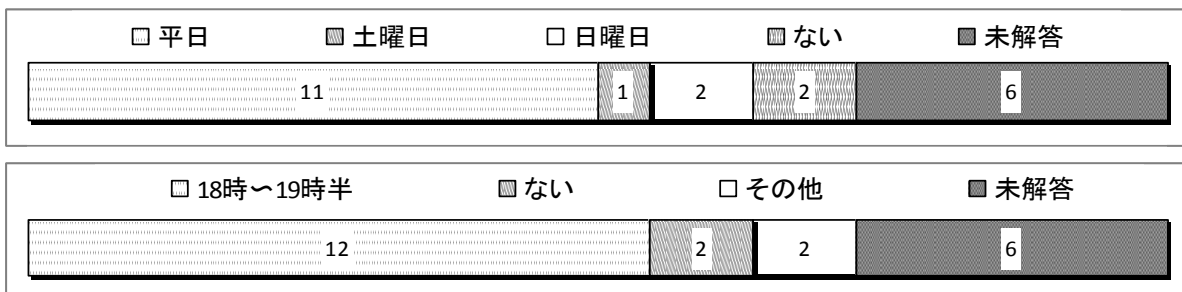 平日 土曜日 日曜日 ない 未解答
11 1 2 2 6
18時～19時半 ない その他 未解答
12 2 2 6